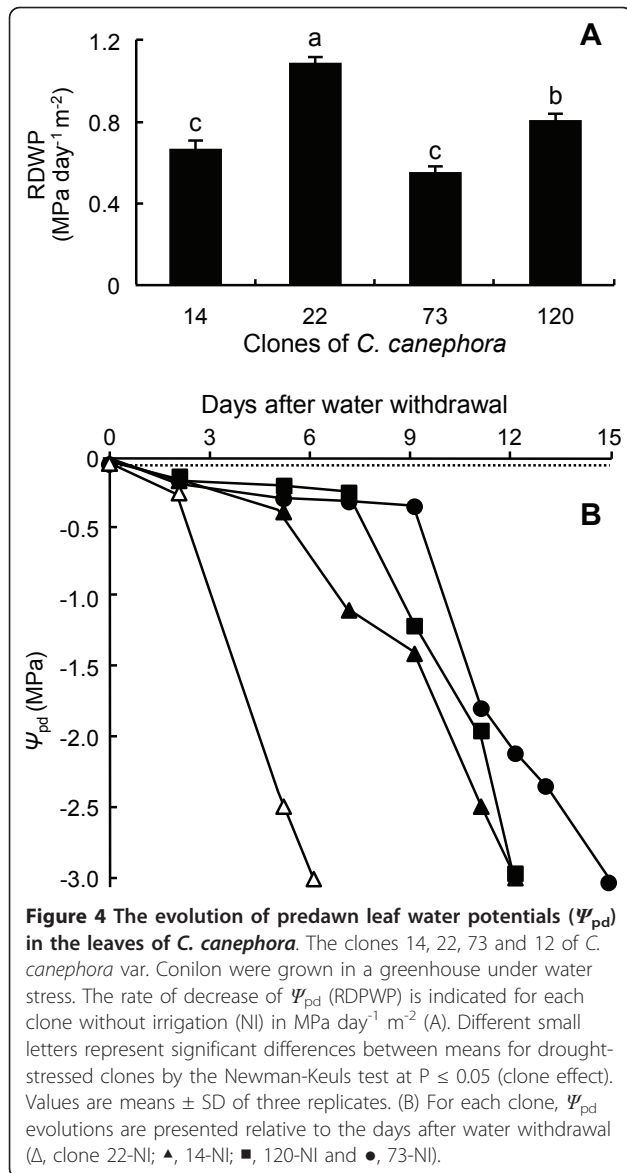 A
1.2
0.8
0.4
0
RDWP
(MPa day-1 m-2)
c
a
c
b
14 22 73 120
Clones of C. canephora
Days after water withdrawal
0 3 6 9 12 15
B
0
-0.5
-1.0
-1.5
-2.0
-2.5
-3.0
Ψpd (MPa)
Figure 4 The evolution of predawn leaf water potentials (Ψpd)
in the leaves of C. canephora. The clones 14, 22, 73 and 12 of C.
canephora var. Conilon were grown in a greenhouse under water
stress. The rate of decrease of Ψpd (RDPWP) is indicated for each
clone without irrigation (NI) in MPa day-1 m-2 (A). Different small
letters represent significant differences between means for drought-
stressed clones by the Newman-Keuls test at P ≤ 0.05 (clone effect).
Values are means ± SD of three replicates. (B) For each clone, Ψpd
evolutions are presented relative to the days after water withdrawal
(Δ, clone 22-NI; ▲, 14-NI; ■, 120-NI and ●, 73-NI).